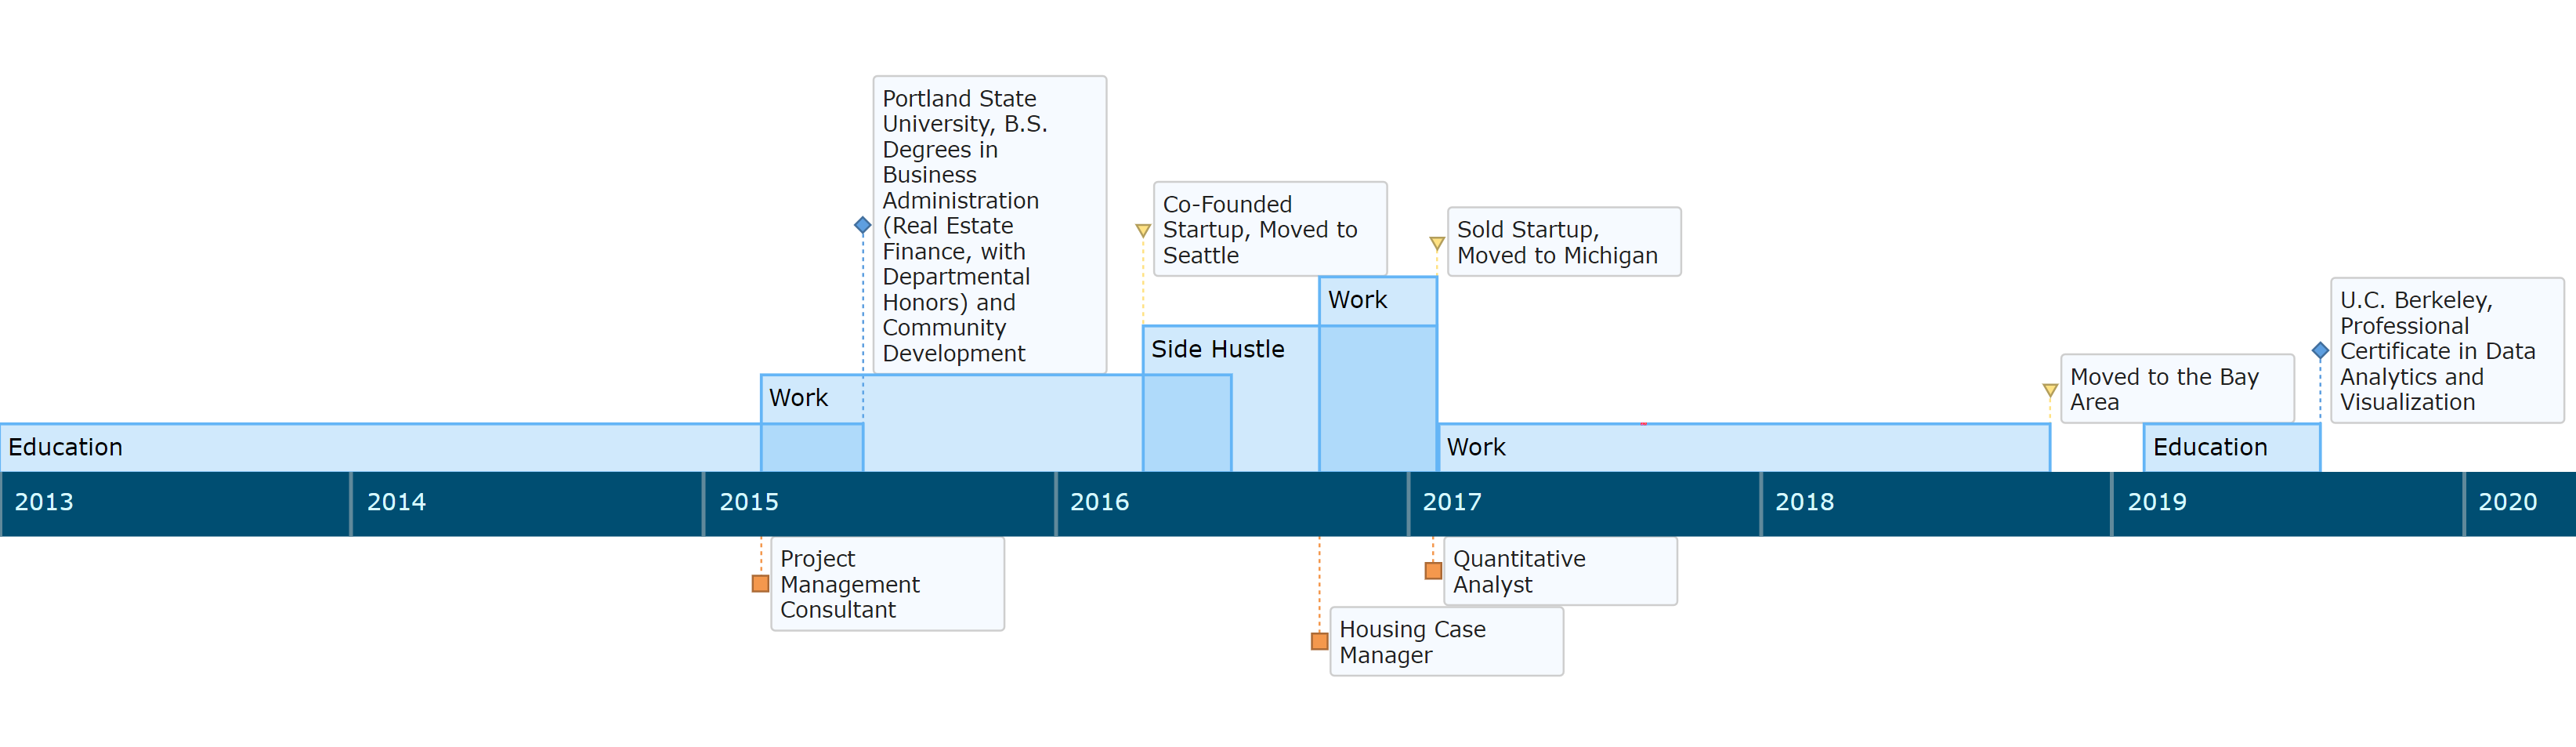 Portland State
University, B.S.
Degrees in
Business
Administration
(Real Estate
Finance, with
Departmental
Honors) and
Community
Development
Co-Founded
Startup, Moved to
Seattle
Sold Startup,
Moved to Michigan
Work
U.C. Berkeley,
Professional
Certificate in Data
Analytics and
Visualization
Side Hustle
Moved to the Bay
Area
Work
Education
Work
Education
2013
2014
2015
2016
2017
2018
2019
2020
Project
Management
Consultant
Quantitative
Analyst
Housing Case
Manager